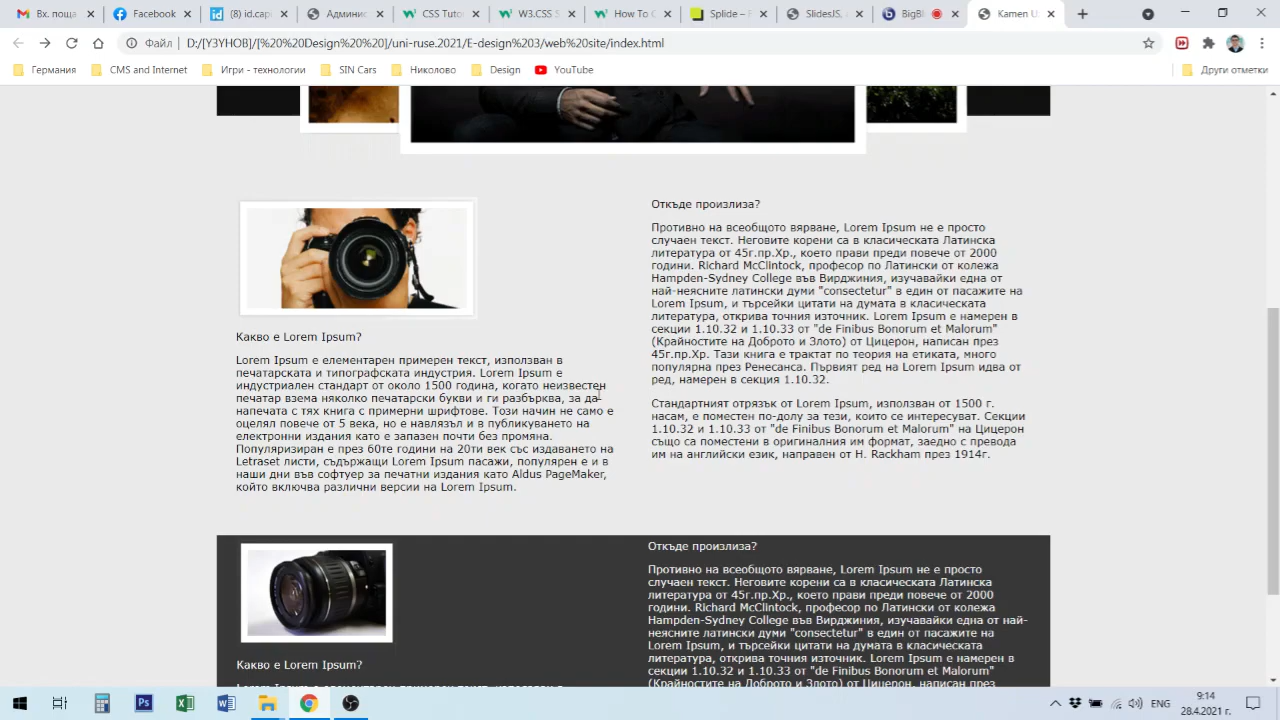 Вх. поща
Facebook
(8) id.cape
Админис
CSS Tutor
W3.CSS S
How To C
Splide – F
SlidesJS,
BigBl
Kamen U
Файл
D:/[Y3YHOB]/[%20%20Design%20%20]/uni-ruse.2021/E-design%203/web%20site/index.html
Германия
CMS and Internet
Игри - технологии
SIN Cars
Николово
Design
YouTube
Други отметки
Какво е Lorem Ipsum?
Lorem Ipsum е елементарен примерен текст, използван в
печатарската и типографската индустрия. Lorem Ipsum е
индустриален стандарт от около 1500 година, когато неизвестен
печатар взема няколко печатарски букви и ги разбърква, за да
напечата с тях книга с примерни шрифтове. Този начин не само е
оцелял повече от 5 века, но е навлязъл и в публикуването на
електронни издания като е запазен почти без промяна.
Популяризиран е през 60те години на 20ти век със издаването на
Letraset листи, съдържащи Lorem Ipsum пасажи, популярен е и в
наши дни във софтуер за печатни издания като Aldus PageMaker,
който включва различни версии на Lorem Ipsum.
Откъде произлиза?
Противно на всеобщото вярване, Lorem Ipsum не е просто
случаен текст. Неговите корени са в класическата Латинска
литература от 45г.пр.Хр., което прави преди повече от 2000
години. Richard McClintock, професор по Латински от колежа
Hampden-Sydney College във Вирджиния, изучавайки една от
най-неясните латински думи "consectetur" в един от пасажите на
Lorem Ipsum, и търсейки цитати на думата в класическата
литература, открива точния източник. Lorem Ipsum е намерен в
секции 1.10.32 и 1.10.33 от "de Finibus Bonorum et Malorum"
(Крайностите на Доброто и Злото) от Цицерон, написан през
45г.пр.Хр. Тази книга е трактат по теория на етиката, много
популярна през Ренесанса. Първият ред на Lorem Ipsum идва от
ред, намерен в секция 1.10.32.
Стандартният отрязък от Lorem Ipsum, използван от 1500 г.
насам, е поместен по-долу за тези, които се интересуват. Секции
1.10.32 и 1.10.33 от "de Finibus Bonorum et Malorum" на Цицерон
също са поместени в оригиналния им формат, заедно с превода
им на английски език, направен от H. Rackham през 1914г.
Какво е Lorem Ipsum?
Откъде произлиза?
Противно на всеобщото вярване, Lorem Ipsum не е просто
случаен текст. Неговите корени са в класическата Латинска
литература от 45г.пр.Хр., което прави преди повече от 2000
години. Richard McClintock, професор по Латински от колежа
Hampden-Sydney College във Вирджиния, изучавайки една от най-
неясните латински думи "consectetur" в един от пасажите на
Lorem Ipsum, и търсейки цитати на думата в класическата
литература, открива точния източник. Lorem Ipsum е намерен в
секции 1.10.32 и 1.10.33 от "de Finibus Bonorum et Malorum"
(Крайностите на Доброто и Злото) от Цицерон, написан през
ENG
9:14
28.4.2021 г.